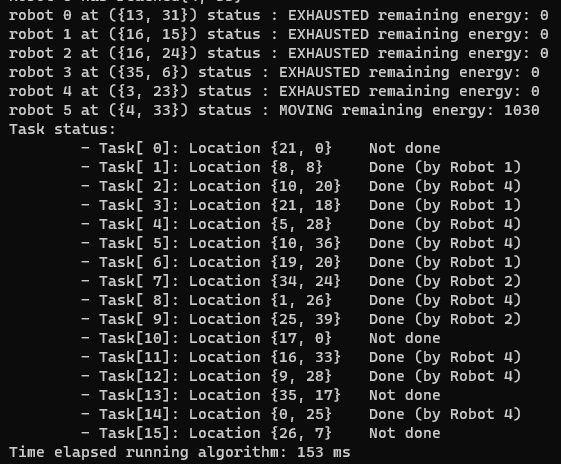 robot 0 at ({13, 31}) status : EXHAUSTED remaining energy: 0
robot 1 at ({16, 15}) status : EXHAUSTED remaining energy: 0
robot 2 at ({16, 24}) status : EXHAUSTED remaining energy: 0
robot 3 at ({35, 6}) status : EXHAUSTED remaining energy: 0
robot 4 at ({3, 23}) status : EXHAUSTED remaining energy: 0
robot 5 at ({4, 33}) status : MOVING remaining energy: 1030
Task status:
- Task[ 0]: Location {21, 0} Not done
- Task[ 1]: Location {8, 8} Done (by Robot 1)
- Task[ 2]: Location {10, 20} Done (by Robot 4)
- Task[ 3]: Location {21, 18} Done (by Robot 1)
- Task[ 4]: Location {5, 28} Done (by Robot 4)
- Task[ 5]: Location {10, 36} Done (by Robot 4)
- Task[ 6]: Location {19, 20} Done (by Robot 1)
- Task[ 7]: Location {34, 24} Done (by Robot 2)
- Task[ 8]: Location {1, 26} Done (by Robot 4)
- Task[ 9]: Location {25, 39} Done (by Robot 2)
- Task[10]: Location {17, 0} Not done
- Task[11]: Location {16, 33} Done (by Robot 4)
- Task[12]: Location {9, 28} Done (by Robot 4)
- Task[13]: Location {35, 17} Not done
- Task[14]: Location {0, 25} Done (by Robot 4)
- Task[15]: Location {26, 7} Not done
Time elapsed running algorithm: 153 ms